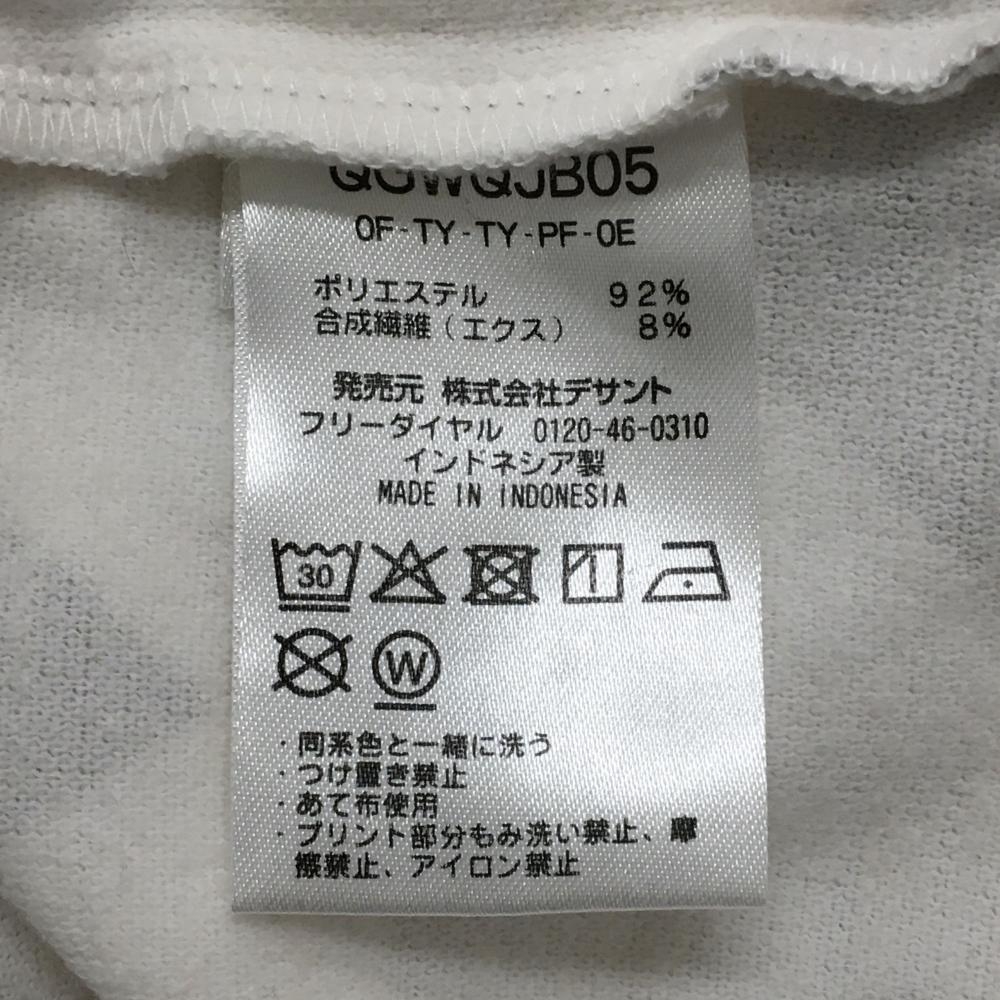 QGWQJB05
OF-TY-TY-PF-OE
ポリエステル 92%
合成繊維(エクス) 8%
発売元 株式会社デサント
フリーダイヤル 0120-46-0310
インドネシア製
MADE IN INDONESIA
30
W
・同系色と一緒に洗う
・つけ置き禁止
・あて布使用
・プリント部分もみ洗い禁止、摩
擦禁止、アイロン禁止